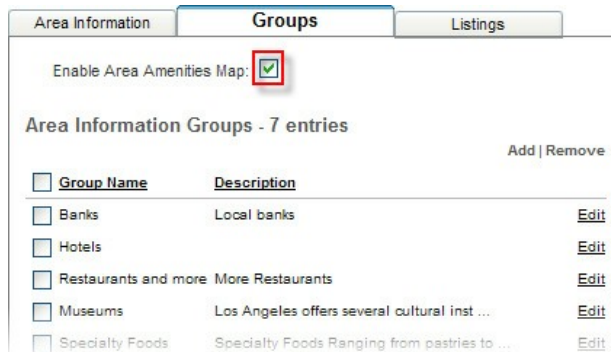 Area Information Groups Listings
Enable Area Amenities Map:
Area Information Groups - 7 entries
Add | Remove
Group Name Description
Banks Local banks Edit
Hotels Edit
Restaurants and more More Restaurants Edit
Museums Los Angeles offers several cultural inst ... Edit
Specialty Foods Specialty Foods Ranging from pastries to ... Edit